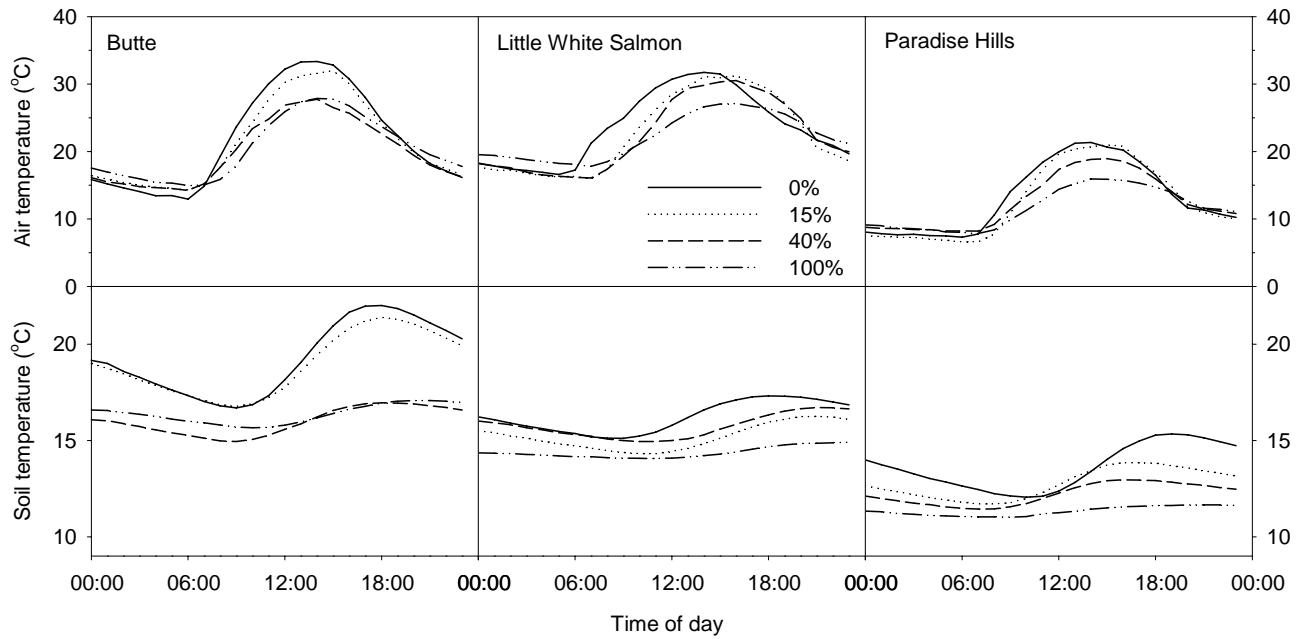 Butte
Little White Salmon
Paradise Hills
Air temperature (°C)
40
30
20
10
0
40
30
20
10
0
0%
15%
40%
100%
Soil temperature (°C)
20
15
10
20
15
10
00:00 06:00 12:00 18:00 00:00 06:00 12:00 18:00 00:00 06:00 12:00 18:00 00:00
Time of day